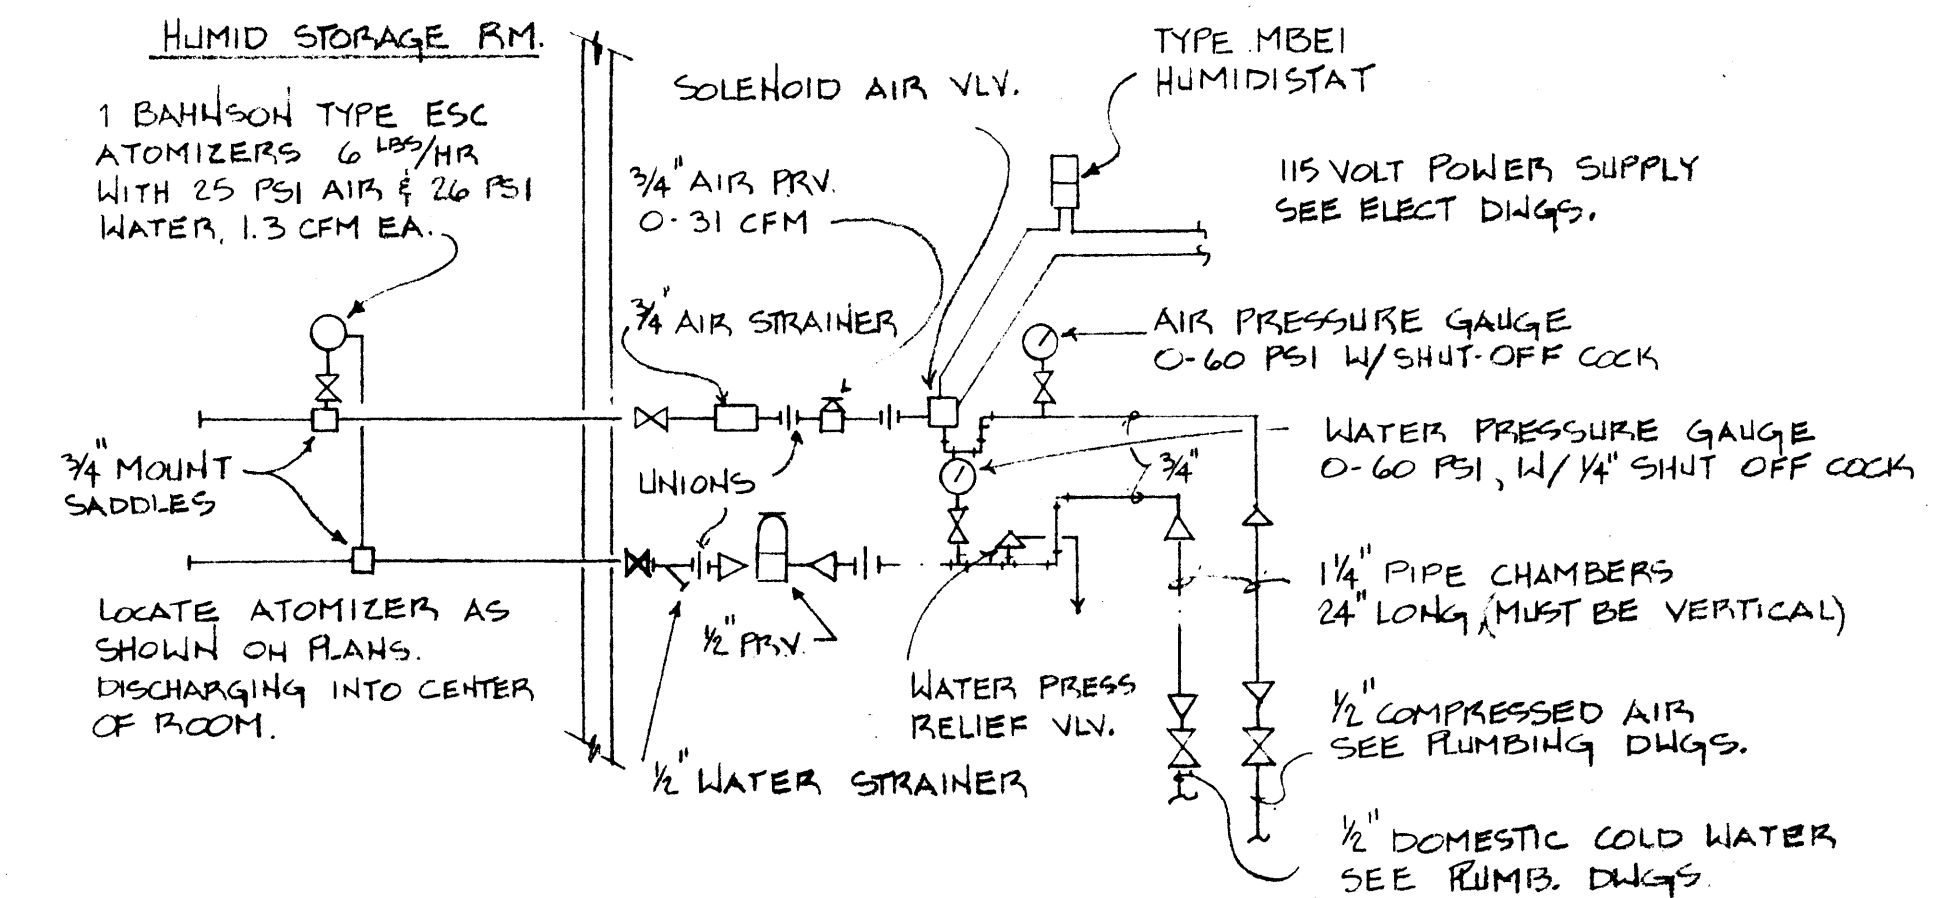 HUMID STORAGE RM.
1 BAHNSON TYPE ESC
ATOMIZERS 6 LBS/HR
WITH 25 PSI AIR & 26 PSI
WATER, 1.3 CFM EA.
SOLENOID AIR VLV.
TYPE MBE1
HUMIDISTAT
3/4" AIR PRV.
0-31 CFM
115 VOLT POWER SUPPLY
SEE ELECT DWGS.
3/4" AIR STRAINER
AIR PRESSURE GAUGE
0-60 PSI W/SHUT-OFF COCK
WATER PRESSURE GAUGE
0-60 PSI, W/ 1/4" SHUT OFF COCK
3/4" MOUNT
SADDLES
UNIONS
3/4"
LOCATE ATOMIZER AS
SHOWN ON PLANS.
DISCHARGING INTO CENTER
OF ROOM.
1/2" PRV.
1 1/4" PIPE CHAMBERS
24" LONG, (MUST BE VERTICAL)
WATER PRESS
RELIEF VLV.
1/2" WATER STRAINER
1/2" COMPRESSED AIR
SEE PLUMBING DWGS.
1/2" DOMESTIC COLD WATER
SEE PLUMB. DWGS.